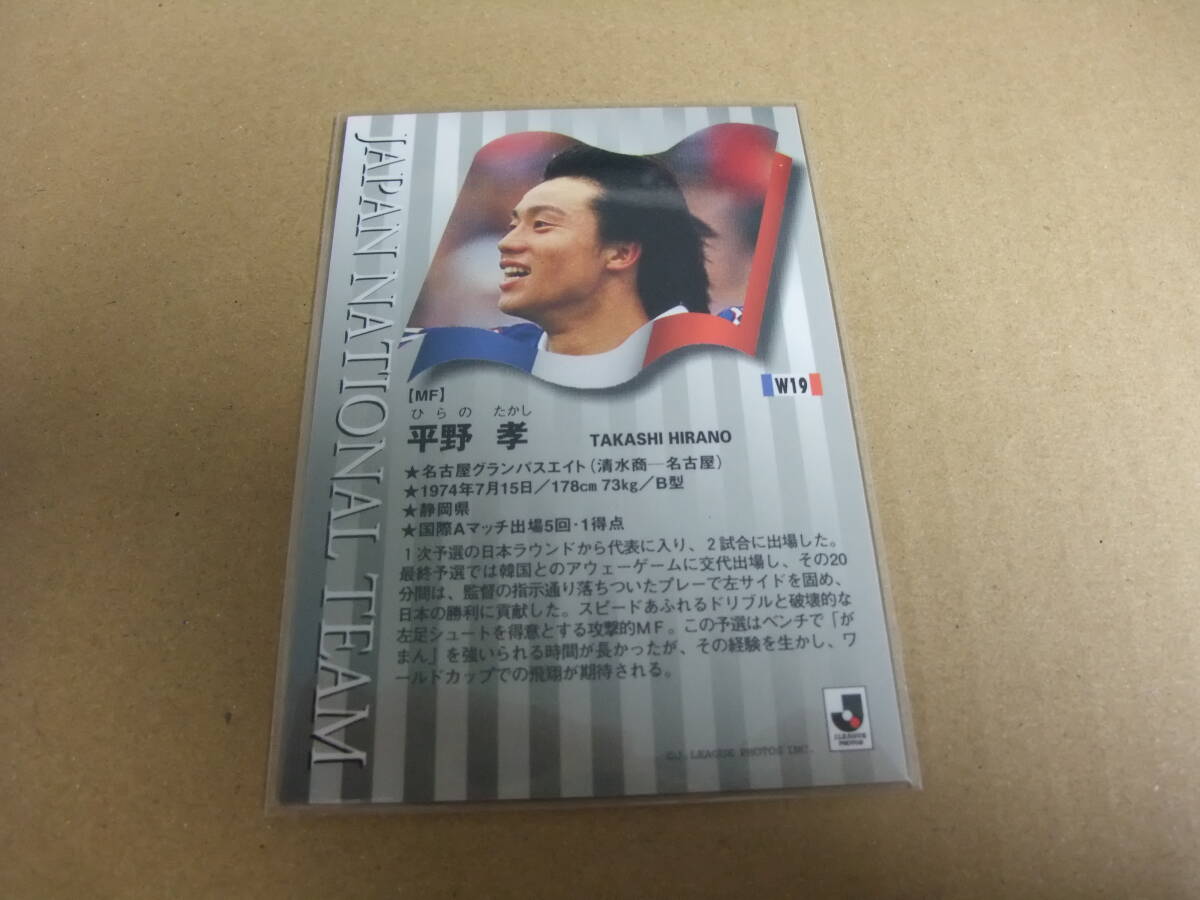 JAPAN NATIONAL TEAM
W19
【MF】
ひらの たかし
平野 孝 TAKASHI HIRANO
★名古屋グランパスエイト（清水商―名古屋）
★1974年7月15日／178cm 73kg／B型
★静岡県
★国際Aマッチ出場5回・1得点
1次予選の日本ラウンドから代表に入り、2試合に出場した。
最終予選では韓国とのアウェーゲームに交代出場し、その20
分間は、監督の指示通り落ちついたプレーで左サイドを固め、
日本の勝利に貢献した。スピードあふれるドリブルと破壊的な
左足シュートを得意とする攻撃的MF。この予選はベンチで「が
まん」を強いられる時間が長かったが、その経験を生かし、ワ
ールドカップでの飛翔が期待される。
J.LEAGUE
PHOTOS
©J. LEAGUE PHOTOS INC.